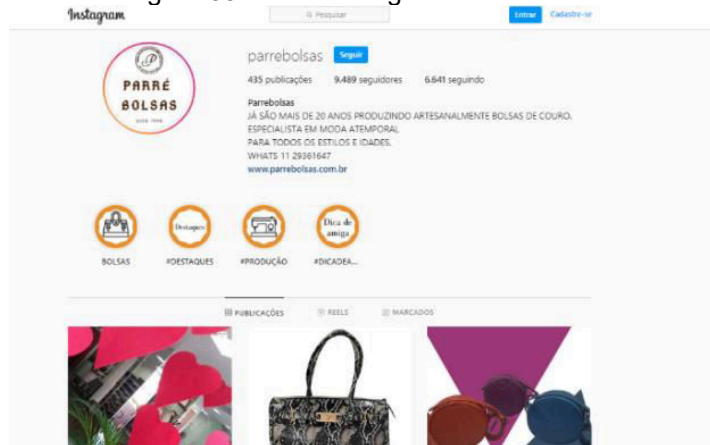 Instagram
Pesquisar
Entrar
Cadastre-se
PARRÉ
BOLSAS
parrebolsas
Seguir
435 publicações 9.489 seguidores 6.641 seguindo
Parrebolsas
JÁ SÃO MAIS DE 20 ANOS PRODUZINDO ARTESANALMENTE BOLSAS DE COURO.
ESPECIALISTA EM MODA ATEMPORAL
PARA TODOS OS ESTILOS E IDADES.
WHATS 11 29361647
www.parrebolsas.com.br
Destaques
Dica de
amiga
BOLSAS #DESTAQUES #PRODUÇÃO #DICADEA...
PUBLICAÇÕES REELS MARCADOS